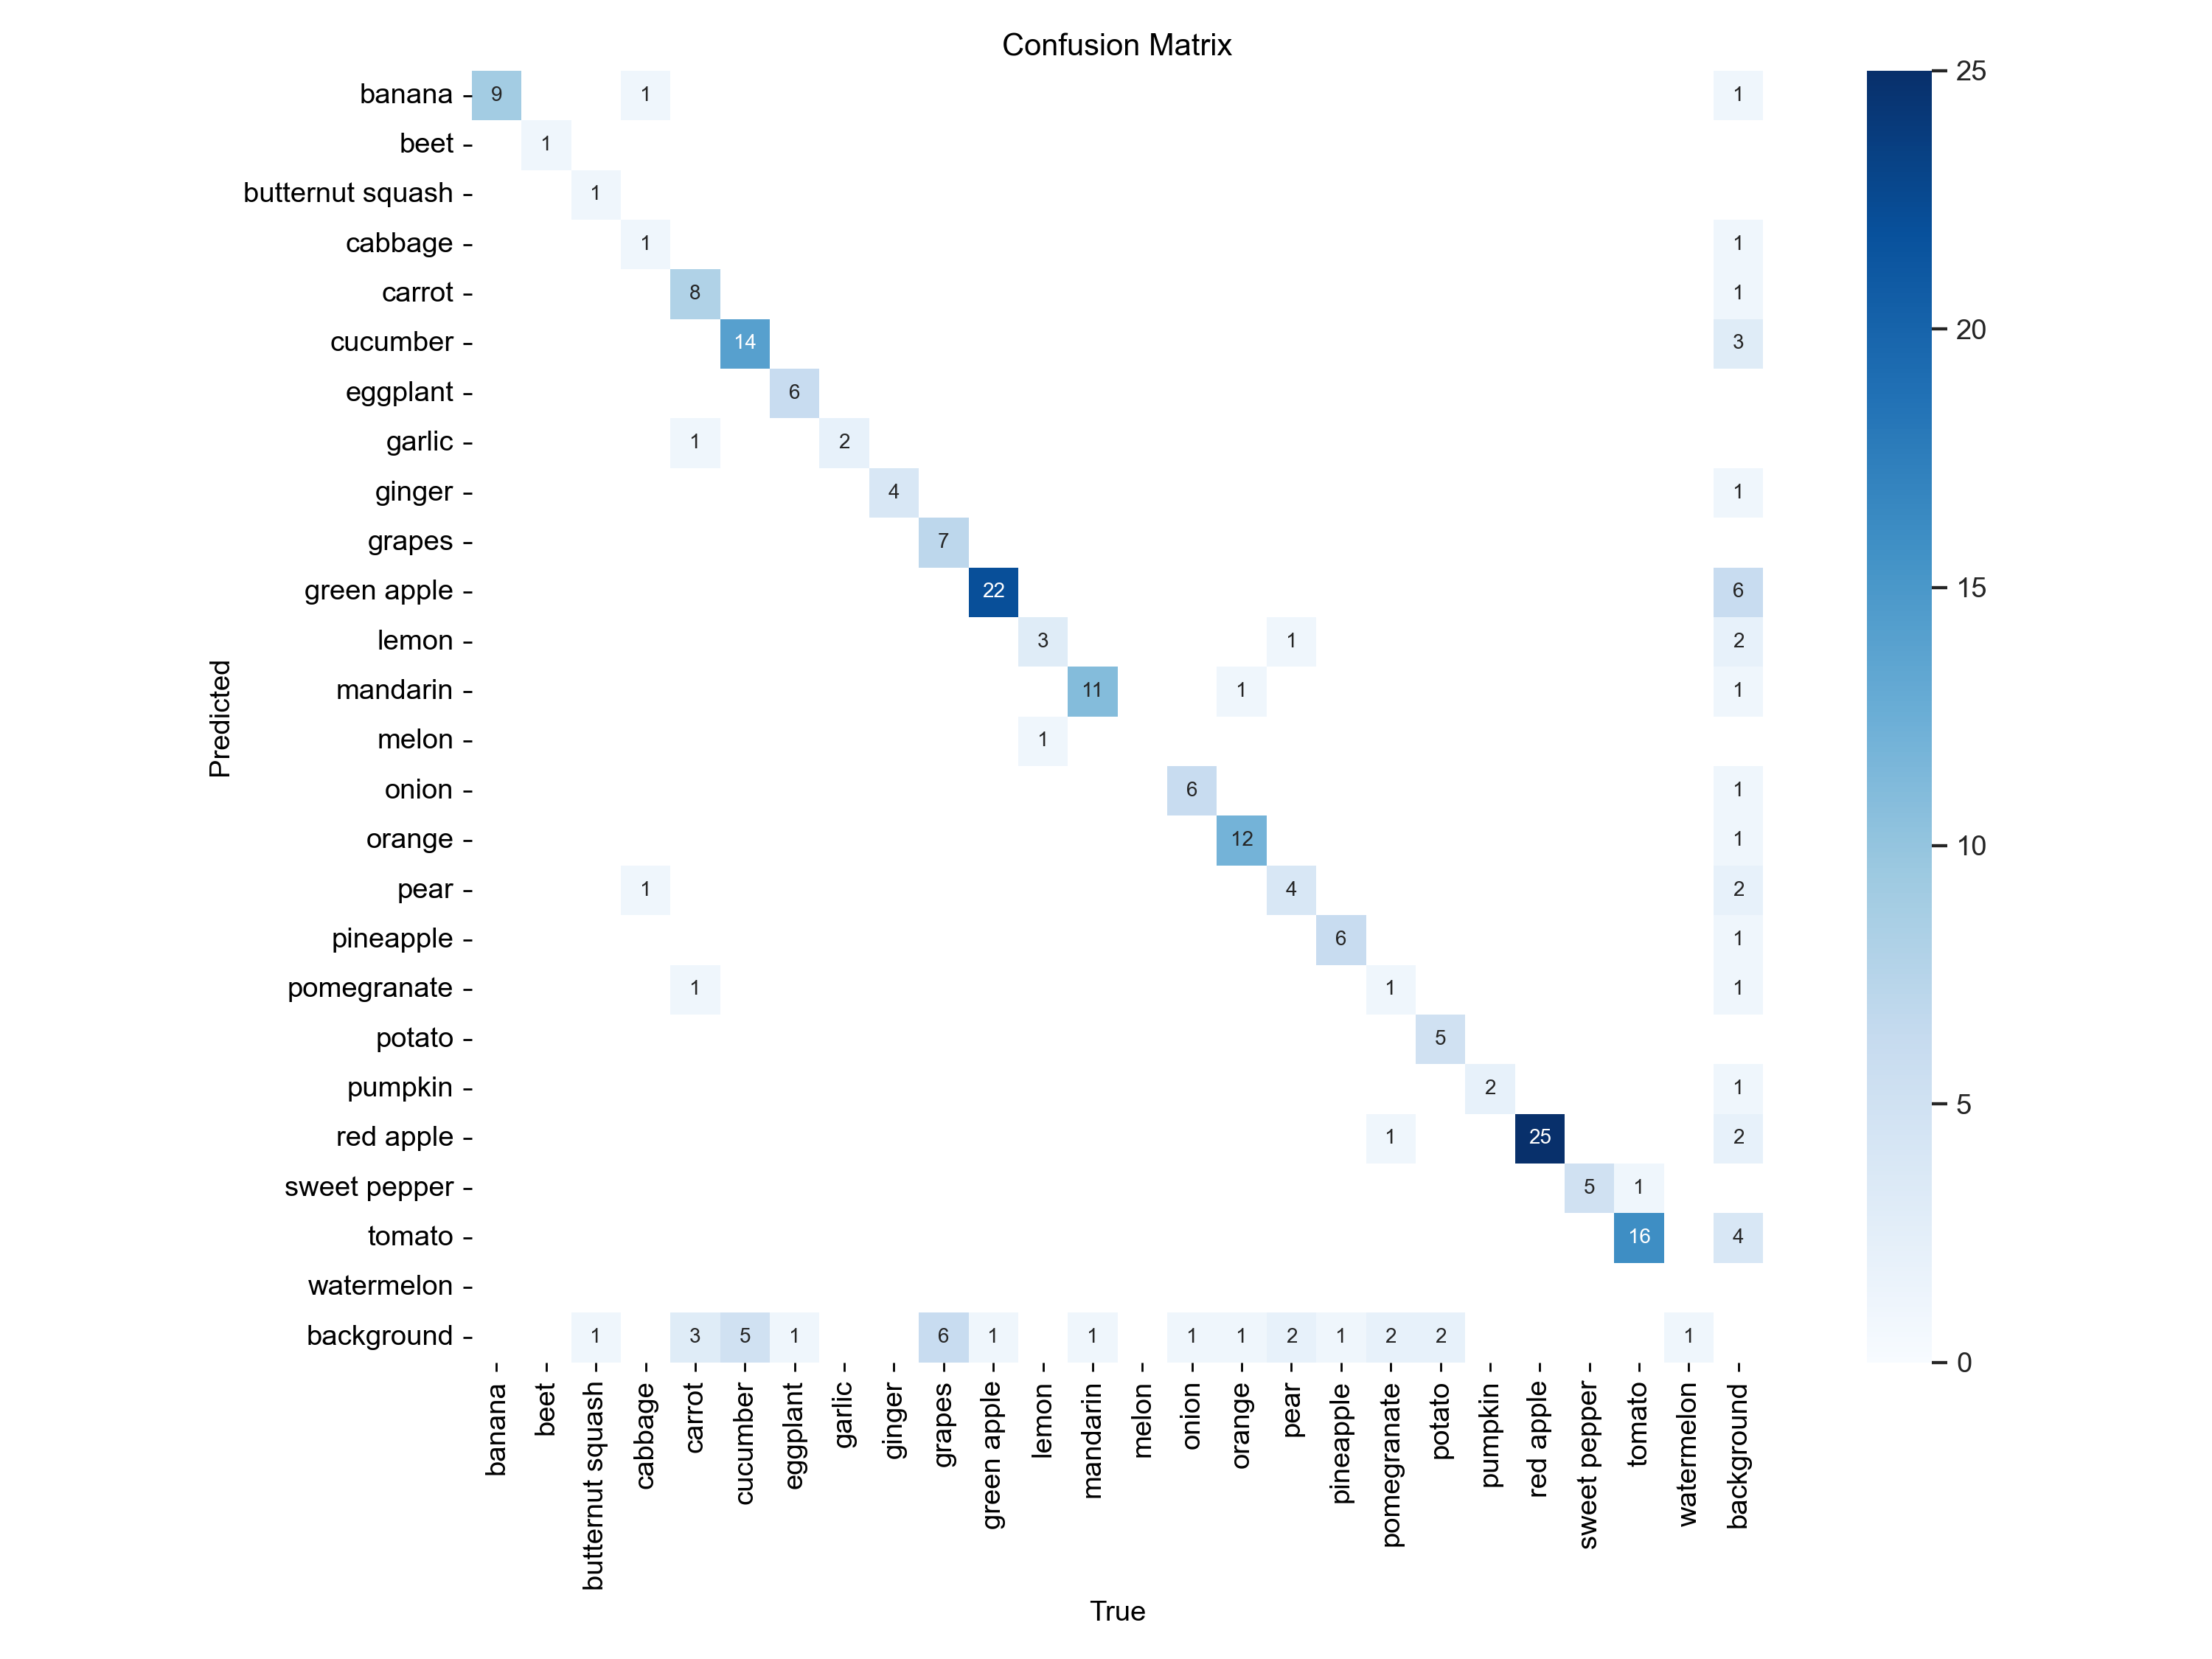 Confusion Matrix
banana 9 1 1
beet 1
butternut squash 1
cabbage 1 1
carrot 8 1
cucumber 14 3
eggplant 6
garlic 1 2
ginger 4 1
grapes 7
green apple 22 6
lemon 3 1 2
mandarin 11 1 1
melon 1
onion 6 1
orange 12 1
pear 1 4 2
pineapple 6 1
pomegranate 1 1 1
potato 5
pumpkin 2 1
red apple 1 25 2
sweet pepper 5 1
tomato 16 4
watermelon
background 1 3 5 1 6 1 1 1 1 2 1 2 2 1
Predicted
banana
beet
butternut squash
cabbage
carrot
cucumber
eggplant
garlic
ginger
grapes
green apple
lemon
mandarin
melon
onion
orange
pear
pineapple
pomegranate
potato
pumpkin
red apple
sweet pepper
tomato
watermelon
background
True
25
20
15
10
5
0